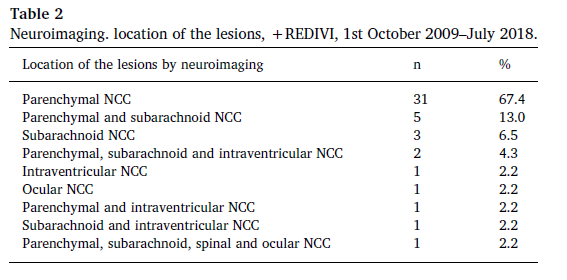 Table 2
Neuroimaging. location of the lesions, +REDIVI, 1st October 2009–July 2018.
Location of the lesions by neuroimaging n %
Parenchymal NCC 31 67.4
Parenchymal and subarachnoid NCC 5 13.0
Subarachnoid NCC 3 6.5
Parenchymal, subarachnoid and intraventricular NCC 2 4.3
Intraventricular NCC 1 2.2
Ocular NCC 1 2.2
Parenchymal and intraventricular NCC 1 2.2
Subarachnoid and intraventricular NCC 1 2.2
Parenchymal, subarachnoid, spinal and ocular NCC 1 2.2